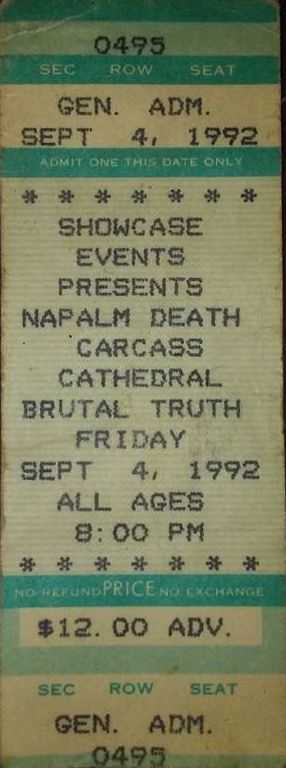 0495
SEC ROW SEAT
GEN. ADM.
SEPT 4, 1992
ADMIT ONE THIS DATE ONLY
* * * * * * *
SHOWCASE
EVENTS
PRESENTS
NAPALM DEATH
CARCASS
CATHEDRAL
BRUTAL TRUTH
FRIDAY
SEPT 4, 1992
ALL AGES
8:00 PM
* * * * * * *
NO REFUND PRICE NO EXCHANGE
$12.00 ADV.
SEC ROW SEAT
GEN. ADM.
0495